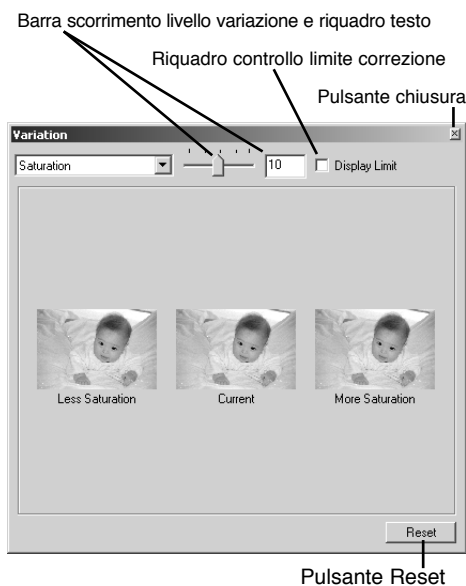 Barra scorrimento livello variazione e riquadro testo
Riquadro controllo limite correzione
Pulsante chiusura
Variation
Saturation 10 Display Limit
Less Saturation Current More Saturation
Reset
Pulsante Reset